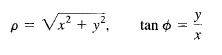 ρ = √(x² + y²), tan φ = y/x